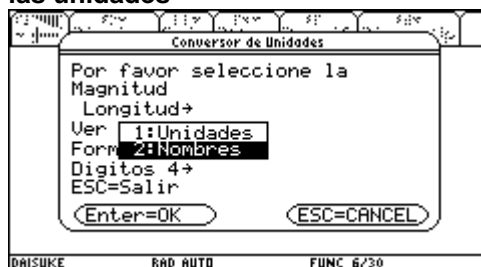 las unidades
Conversor de Unidades
Por favor seleccione la
Magnitud
Longitud→
Ver
1:Unidades
Form
2:Nombres
Digitos 4→
ESC=Salir
Enter=OK
ESC=CANCEL
DAISUKE RAD AUTO FUNC 6/30